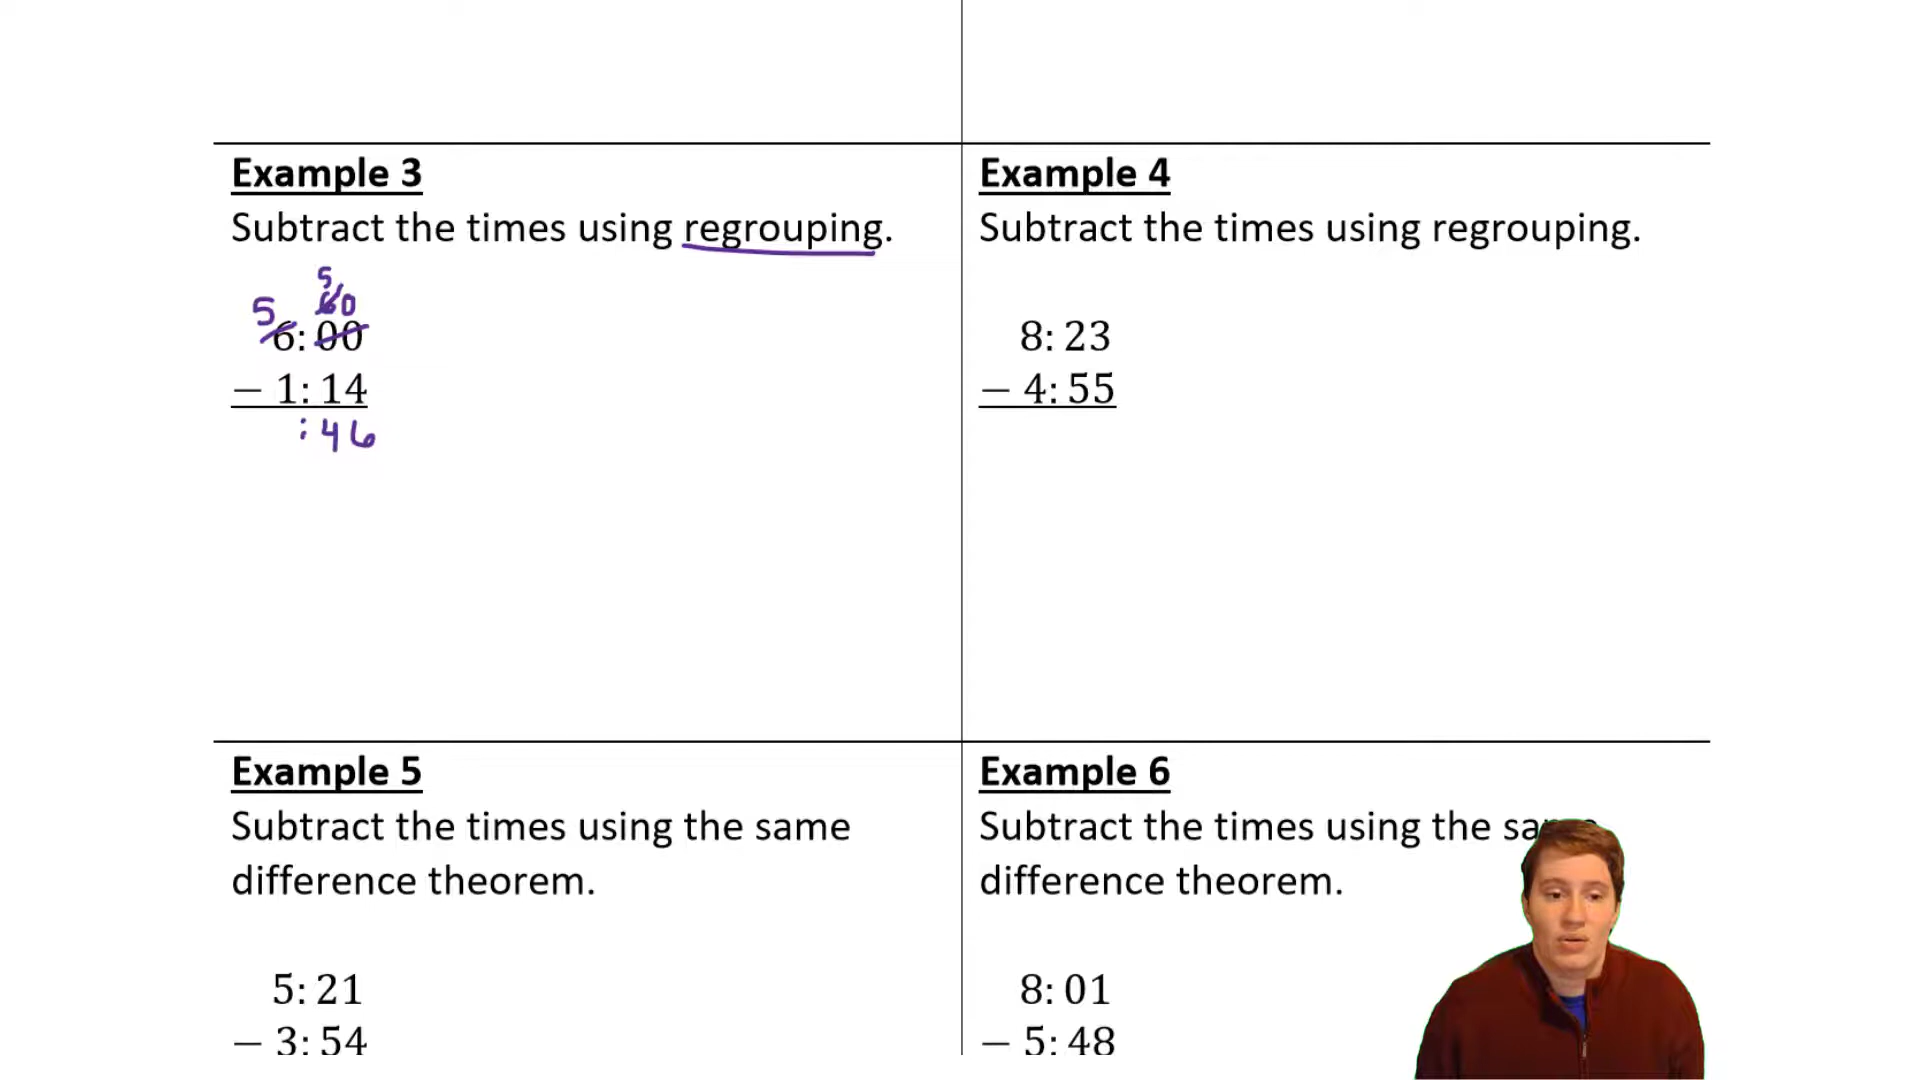 Example 3
Subtract the times using regrouping.
5
5 60
6: 00
− 1: 14
: 46
Example 4
Subtract the times using regrouping.
8: 23
− 4: 55
Example 5
Subtract the times using the same
difference theorem.
5: 21
− 3: 54
Example 6
Subtract the times using the
difference theorem.
8: 01
− 5: 48